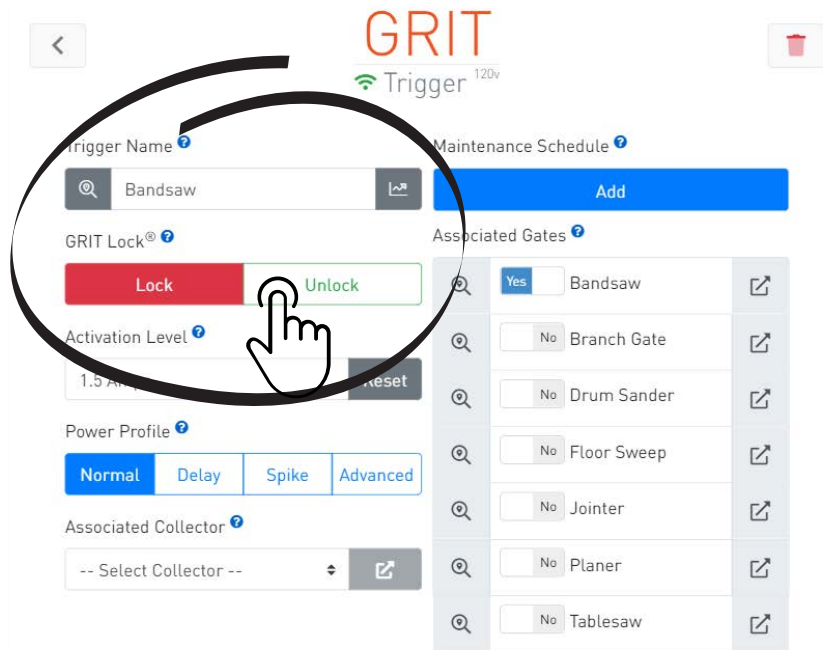 GRIT
Trigger 120v
Trigger Name
Bandsaw
GRIT Lock®
Lock Unlock
Activation Level
1.5 Reset
Power Profile
Normal Delay Spike Advanced
Associated Collector
-- Select Collector --
Maintenance Schedule
Add
Associated Gates
Yes Bandsaw
No Branch Gate
No Drum Sander
No Floor Sweep
No Jointer
No Planer
No Tablesaw